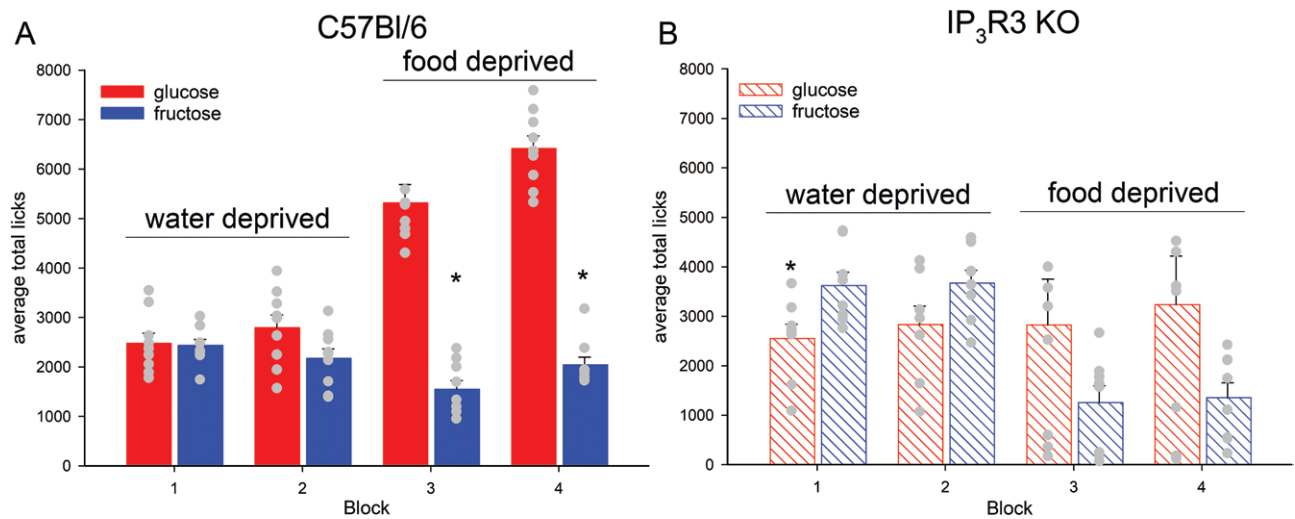 A
C57Bl/6
food deprived
glucose
fructose
water deprived
average total licks
8000
7000
6000
5000
4000
3000
2000
1000
0
*
*
1
2
3
4
Block
B
IP₃R3 KO
glucose
fructose
water deprived
food deprived
average total licks
8000
7000
6000
5000
4000
3000
2000
1000
0
*
1
2
3
4
Block